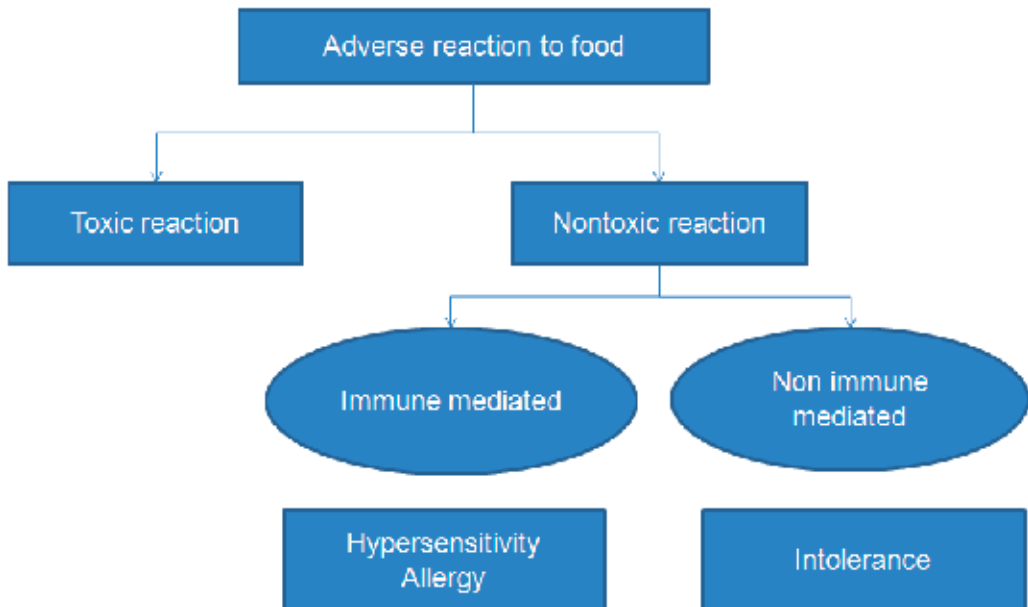 Adverse reaction to food
Toxic reaction
Nontoxic reaction
Immune mediated
Non immune
mediated
Hypersensitivity
Allergy
Intolerance